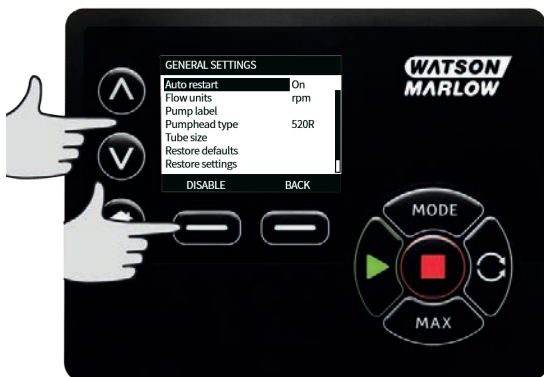 GENERAL SETTINGS
Auto restart On
Flow units rpm
Pump label
Pumphead type 520R
Tube size
Restore defaults
Restore settings
DISABLE BACK
WATSON
MARLOW
MODE
MAX